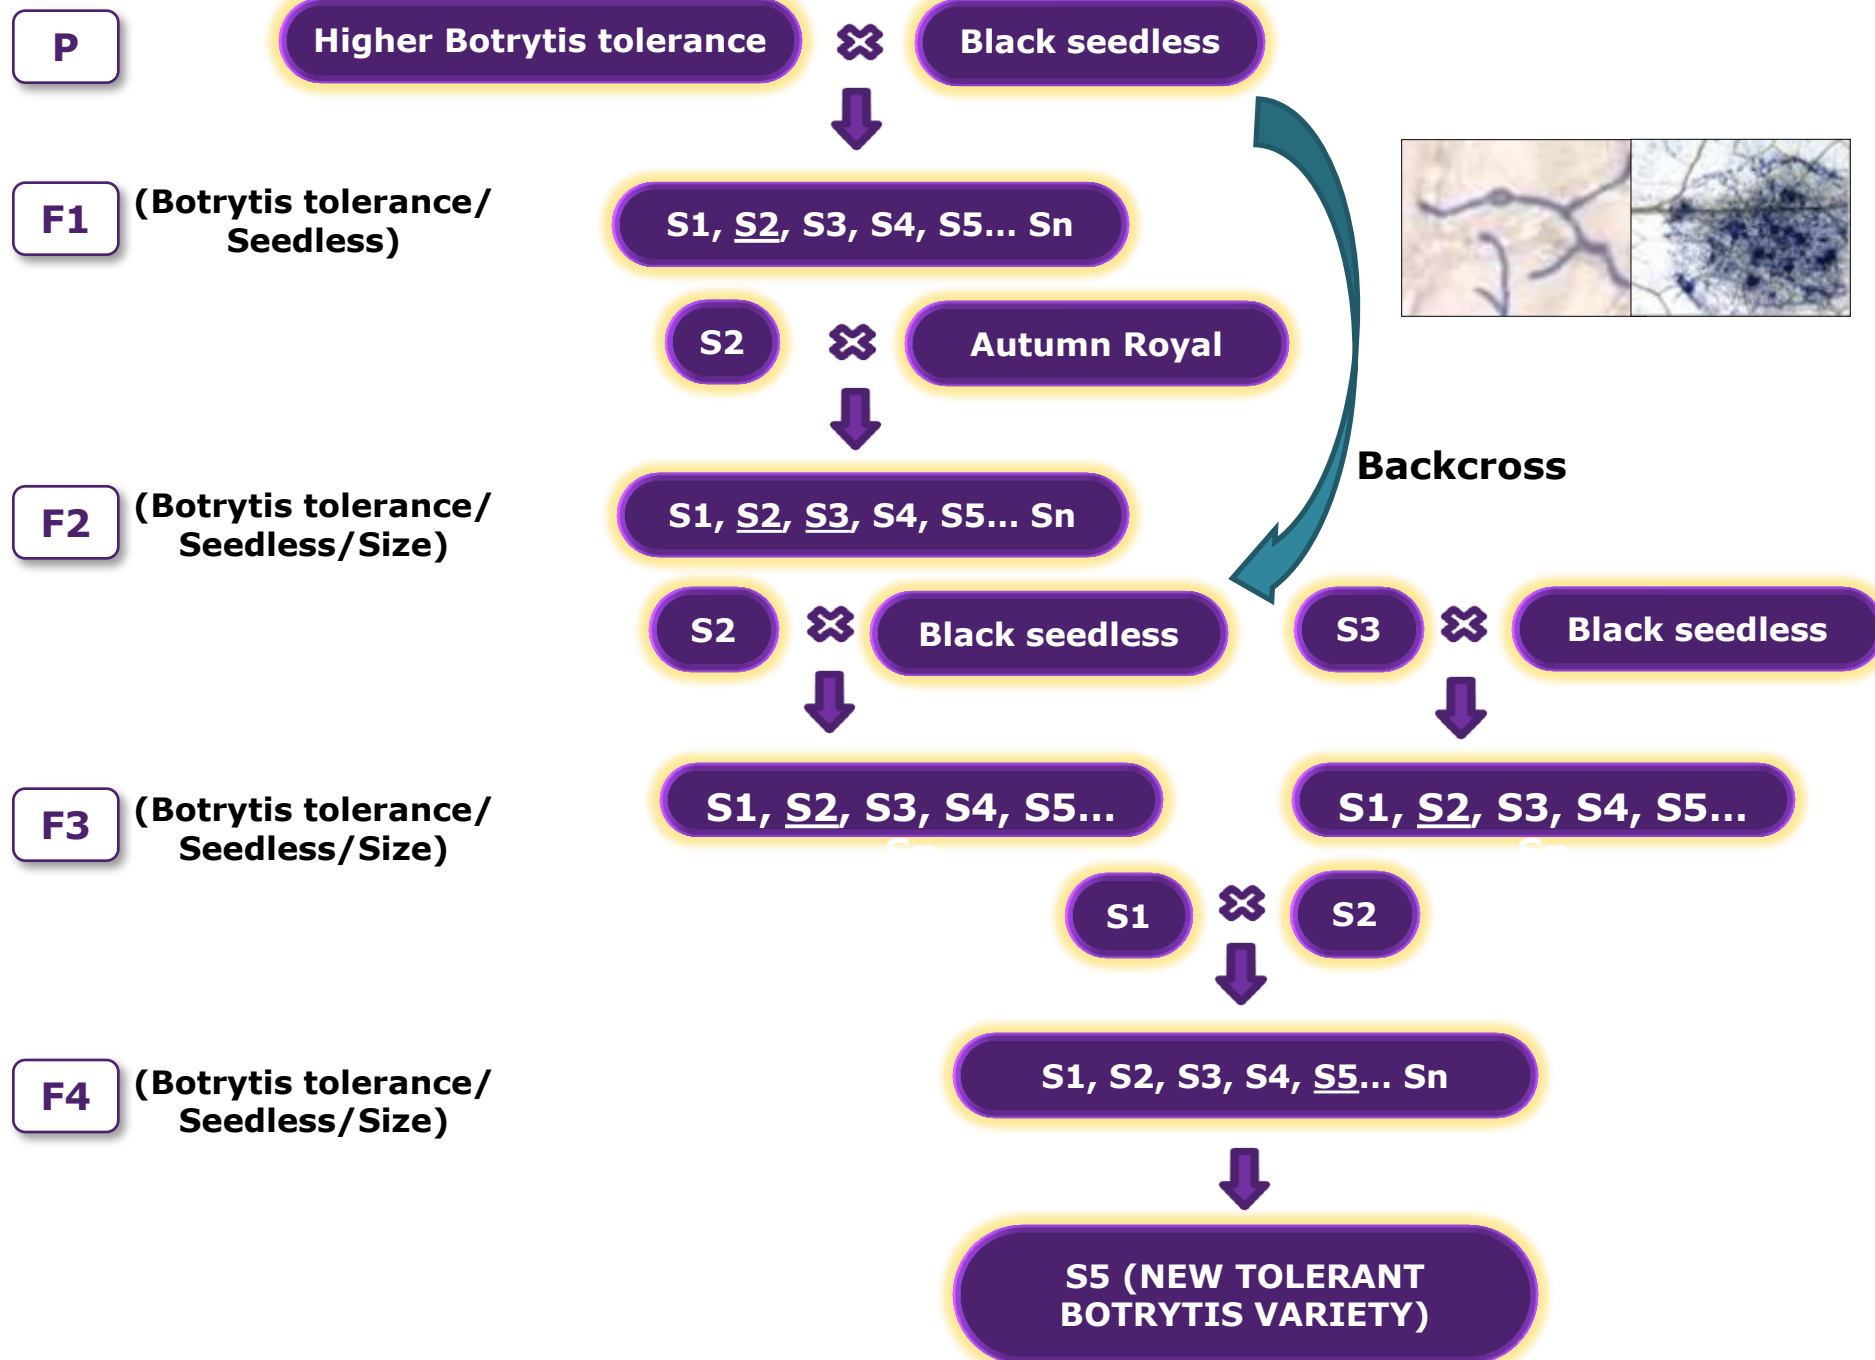 P
Higher Botrytis tolerance
Black seedless
F1
(Botrytis tolerance/
Seedless)
S1, S2, S3, S4, S5... Sn
S2
Autumn Royal
Backcross
F2
(Botrytis tolerance/
Seedless/Size)
S1, S2, S3, S4, S5... Sn
S2
Black seedless
S3
Black seedless
F3
(Botrytis tolerance/
Seedless/Size)
S1, S2, S3, S4, S5...
Sn
S1, S2, S3, S4, S5...
Sn
S1
S2
F4
(Botrytis tolerance/
Seedless/Size)
S1, S2, S3, S4, S5... Sn
S5 (NEW TOLERANT
BOTRYTIS VARIETY)